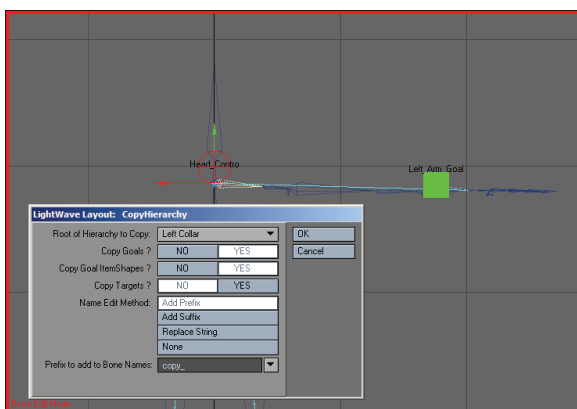 Head_Contro
Left_Arm_Goal
LightWave Layout: CopyHierarchy
Root of Hierarchy to Copy: Left Collar OK
Copy Goals ? NO YES Cancel
Copy Goal ItemShapes ? NO YES
Copy Targets ? NO YES
Name Edit Method: Add Prefix
Add Suffix
Replace String
None
Prefix to add to Bone Names: copy_